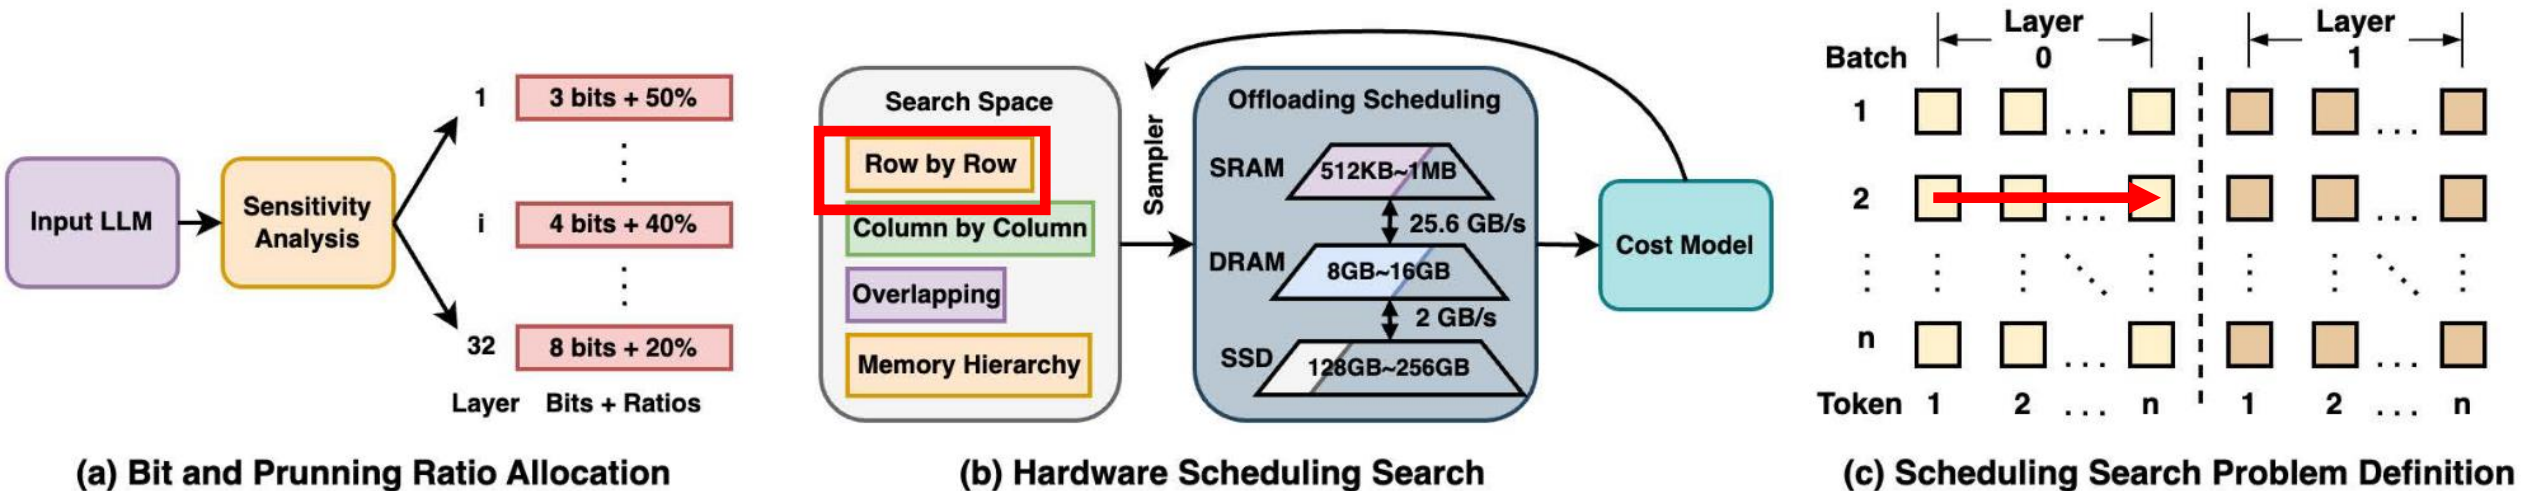 Input LLM
Sensitivity
Analysis
1 3 bits + 50%
i 4 bits + 40%
32 8 bits + 20%
Layer Bits + Ratios
(a) Bit and Prunning Ratio Allocation
Search Space
Row by Row
Column by Column
Overlapping
Memory Hierarchy
Sampler
Offloading Scheduling
SRAM 512KB~1MB
25.6 GB/s
DRAM 8GB~16GB
2 GB/s
SSD 128GB~256GB
Cost Model
(b) Hardware Scheduling Search
Layer Layer
Batch 0 1
1 ... ...
2 ... ...
n ... ...
Token 1 2 ... n 1 2 ... n
(c) Scheduling Search Problem Definition